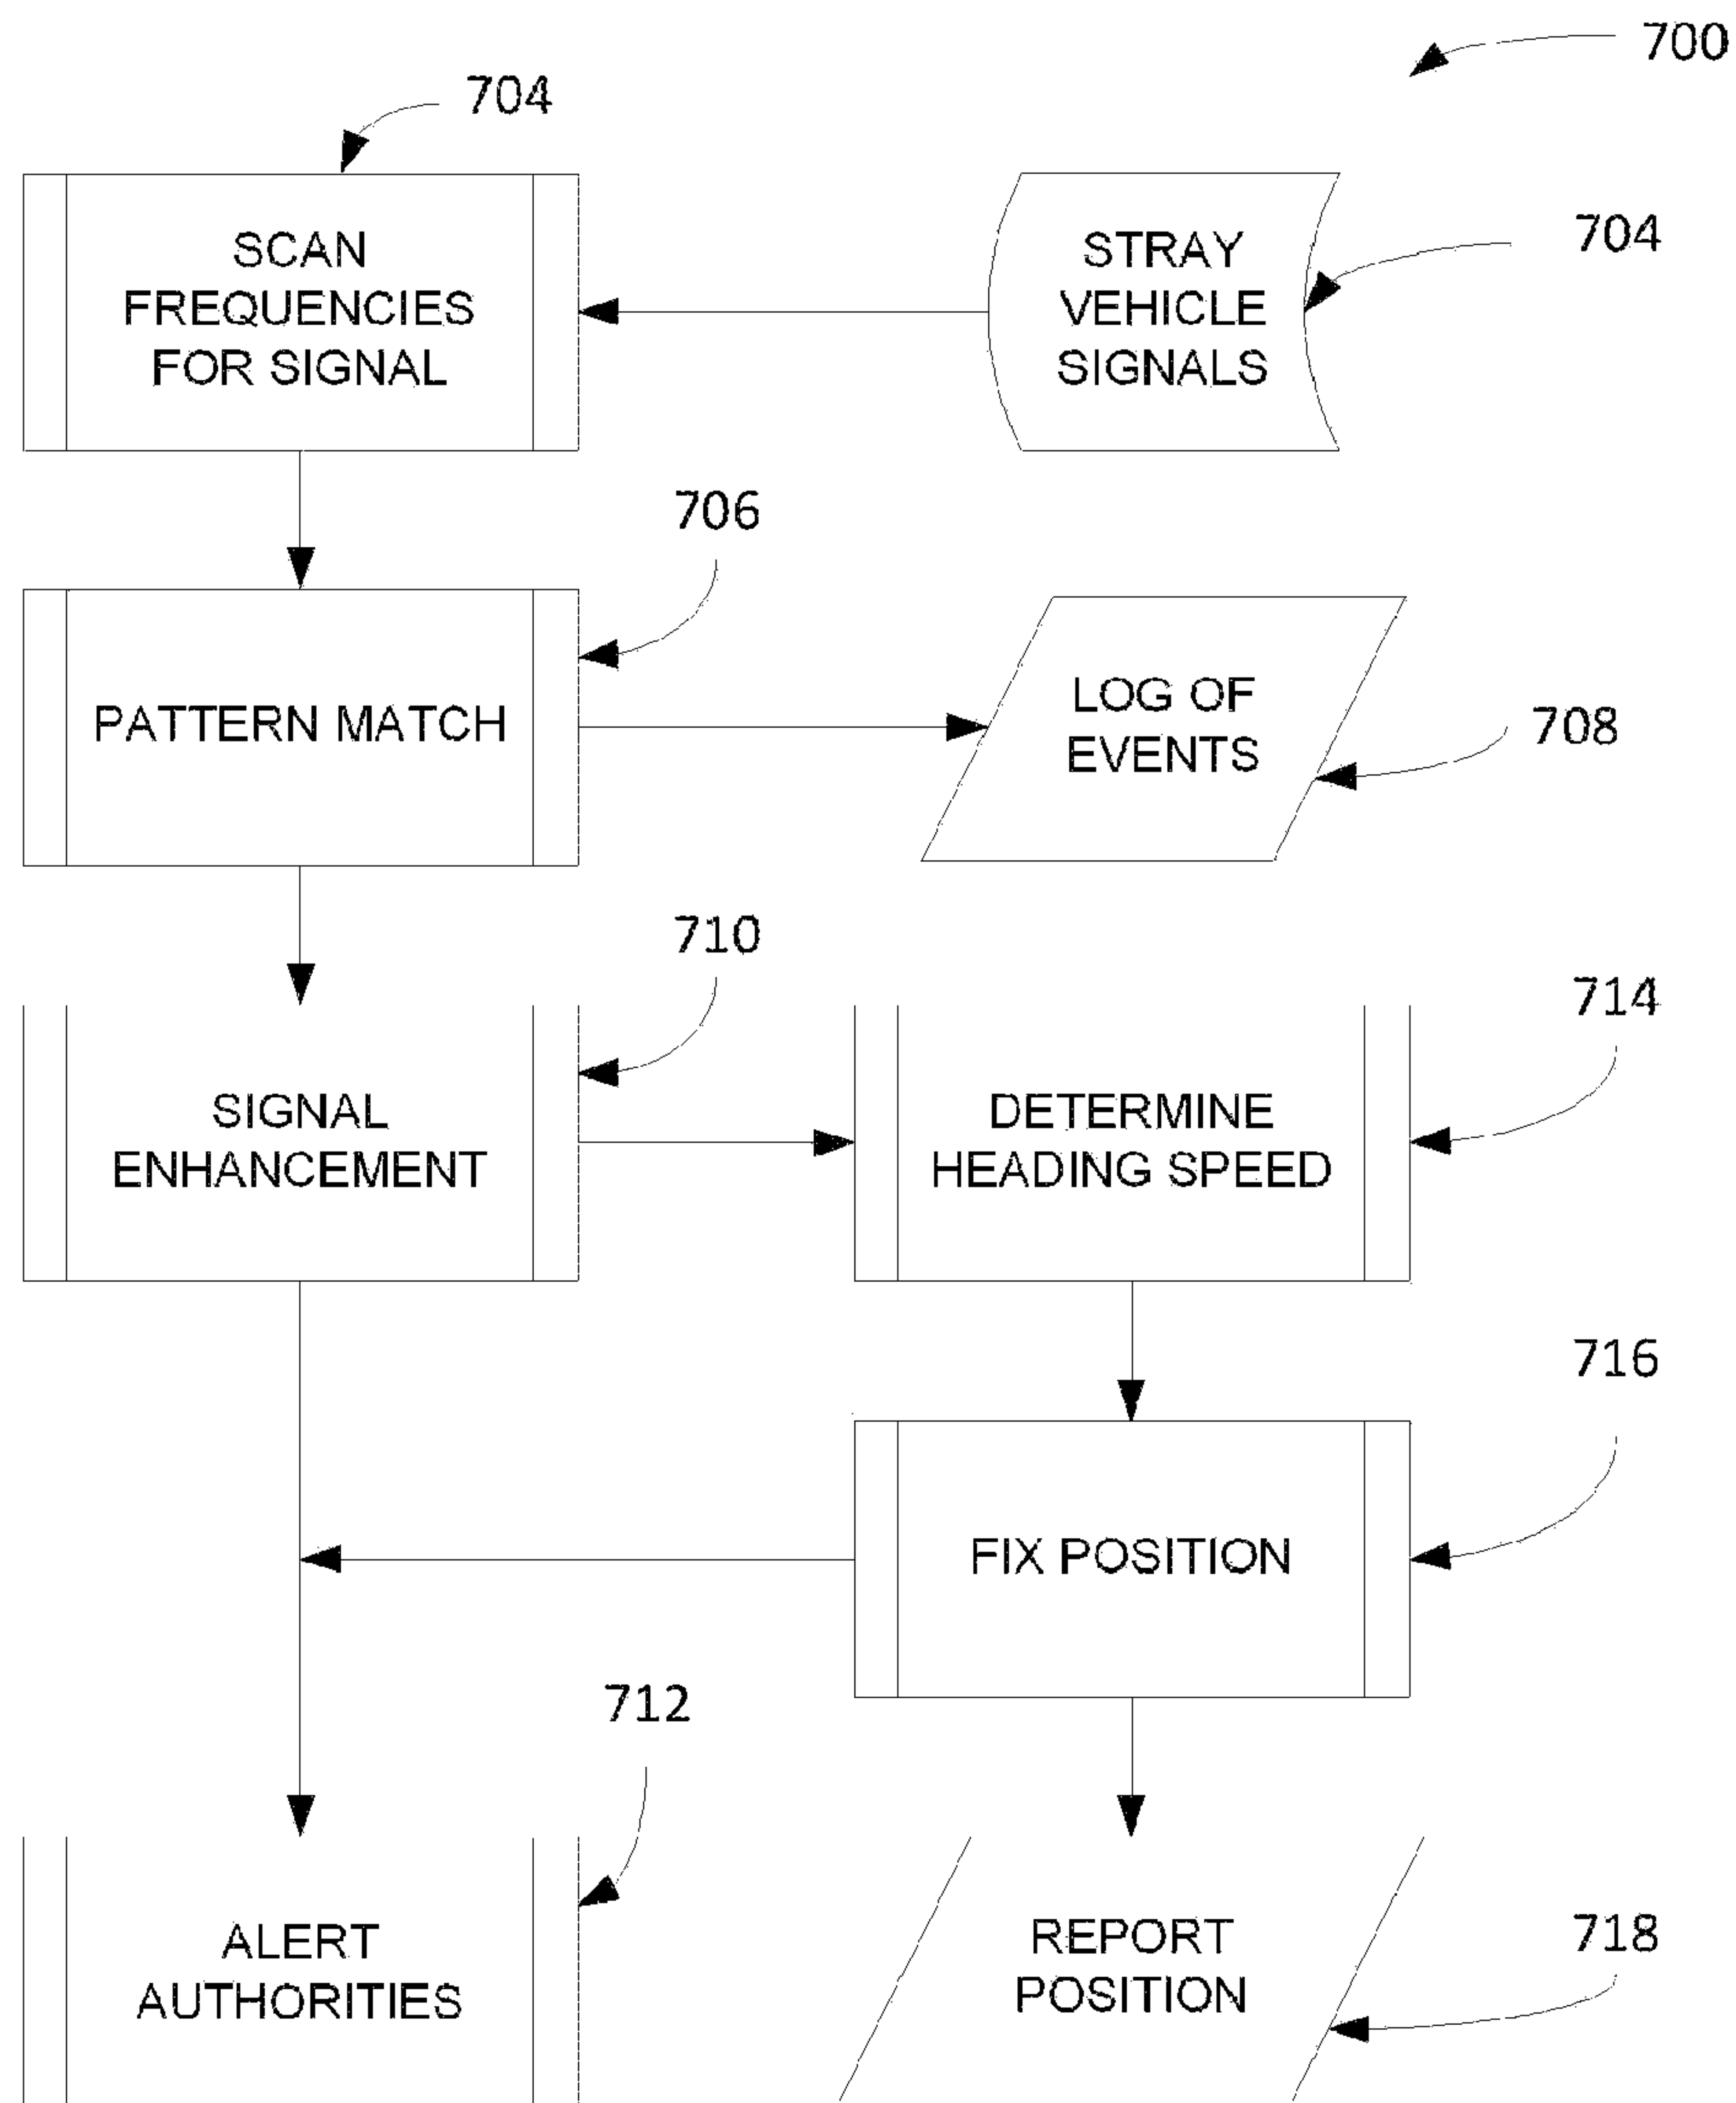 700
704
SCAN
FREQUENCIES
FOR SIGNAL
STRAY
VEHICLE
SIGNALS
704
706
PATTERN MATCH
LOG OF
EVENTS
708
710
SIGNAL
ENHANCEMENT
DETERMINE
HEADING SPEED
714
716
FIX POSITION
712
ALERT
AUTHORITIES
REPORT
POSITION
718